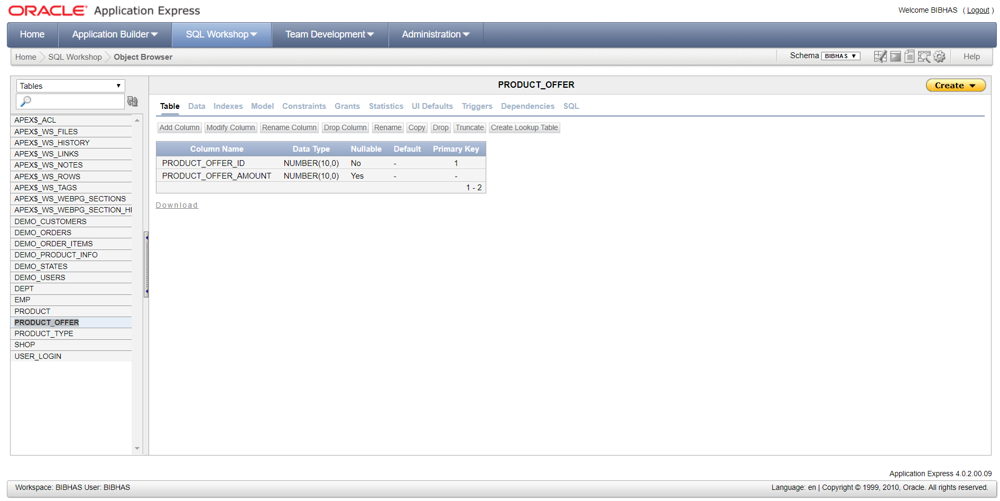 ORACLE Application Express
Welcome BIBHAS ( Logout )
Home Application Builder SQL Workshop Team Development Administration
Home SQL Workshop Object Browser
Schema BIBHAS Help
Tables
PRODUCT_OFFER
Create
Table Data Indexes Model Constraints Grants Statistics UI Defaults Triggers Dependencies SQL
Add Column Modify Column Rename Column Drop Column Rename Copy Drop Truncate Create Lookup Table
Column Name Data Type Nullable Default Primary Key
PRODUCT_OFFER_ID NUMBER(10,0) No - 1
PRODUCT_OFFER_AMOUNT NUMBER(10,0) Yes - -
1 - 2
Download
APEX$_ACL
APEX$_WS_FILES
APEX$_WS_HISTORY
APEX$_WS_LINKS
APEX$_WS_NOTES
APEX$_WS_ROWS
APEX$_WS_TAGS
APEX$_WS_WEBPG_SECTIONS
APEX$_WS_WEBPG_SECTION_HI
DEMO_CUSTOMERS
DEMO_ORDERS
DEMO_ORDER_ITEMS
DEMO_PRODUCT_INFO
DEMO_STATES
DEMO_USERS
DEPT
EMP
PRODUCT
PRODUCT_OFFER
PRODUCT_TYPE
SHOP
USER_LOGIN
Application Express 4.0.2.00.09
Workspace: BIBHAS User: BIBHAS
Language: en | Copyright © 1999, 2010, Oracle. All rights reserved.